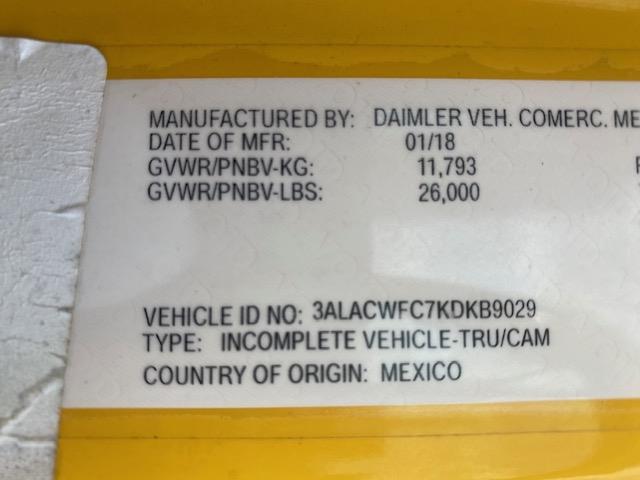 MANUFACTURED BY: DAIMLER VEH. COMERC. ME
DATE OF MFR: 01/18
GVWR/PNBV-KG: 11,793
GVWR/PNBV-LBS: 26,000
VEHICLE ID NO: 3ALACWFC7KDKB9029
TYPE: INCOMPLETE VEHICLE-TRU/CAM
COUNTRY OF ORIGIN: MEXICO